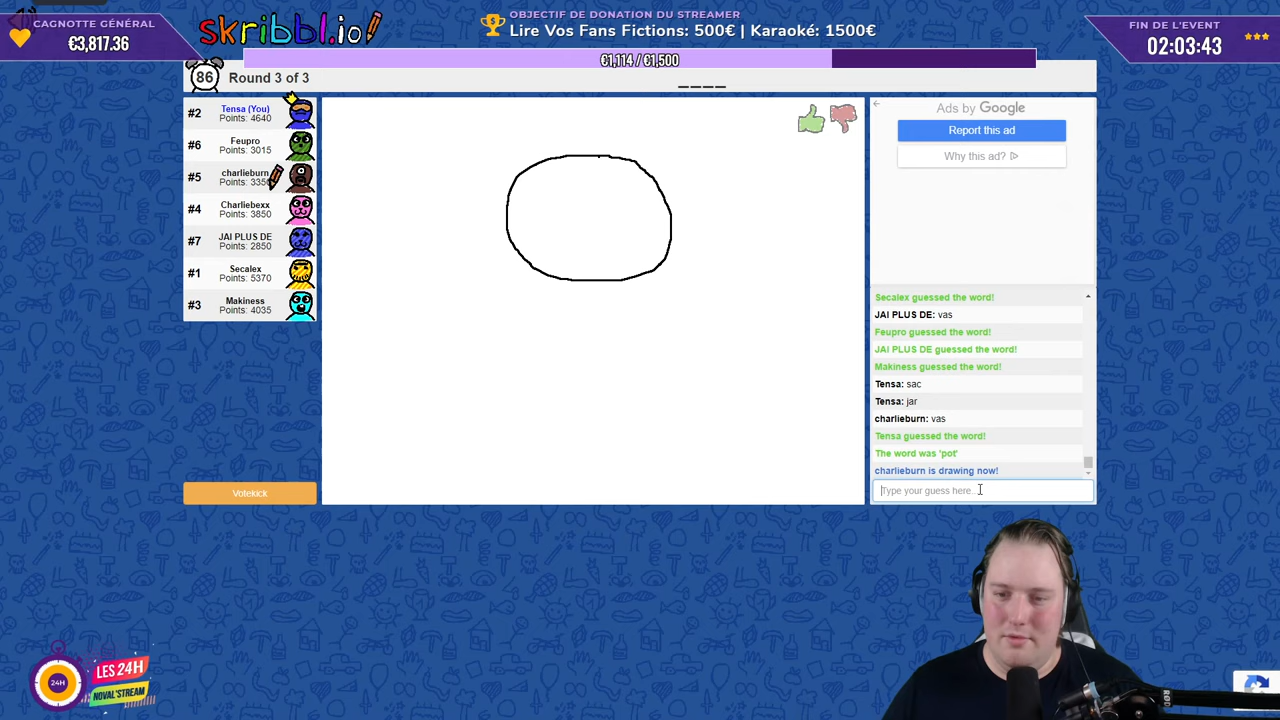 CAGNOTTE GÉNÉRAL
€3,817.36
skribbl.io
OBJECTIF DE DONATION DU STREAMER
Lire Vos Fans Fictions: 500€ | Karaoké: 1500€
€1,114 / €1,500
FIN DE L'EVENT
02:03:43
86
Round 3 of 3
_ _ _ _
#2
Tensa (You)
Points: 4640
#6
Feupro
Points: 3015
#5
charlieburn
Points: 3350
#4
Charliebexx
Points: 3850
#7
JAI PLUS DE
Points: 2850
#1
Secalex
Points: 5370
#3
Makiness
Points: 4035
Votekick
Ads by Google
Report this ad
Why this ad?
Secalex guessed the word!
JAI PLUS DE: vas
Feupro guessed the word!
JAI PLUS DE guessed the word!
Makiness guessed the word!
Tensa: sac
Tensa: jar
charlieburn: vas
Tensa guessed the word!
The word was 'pot'
charlieburn is drawing now!
Type your guess here...
24H
LES 24H
NOVAL'STREAM